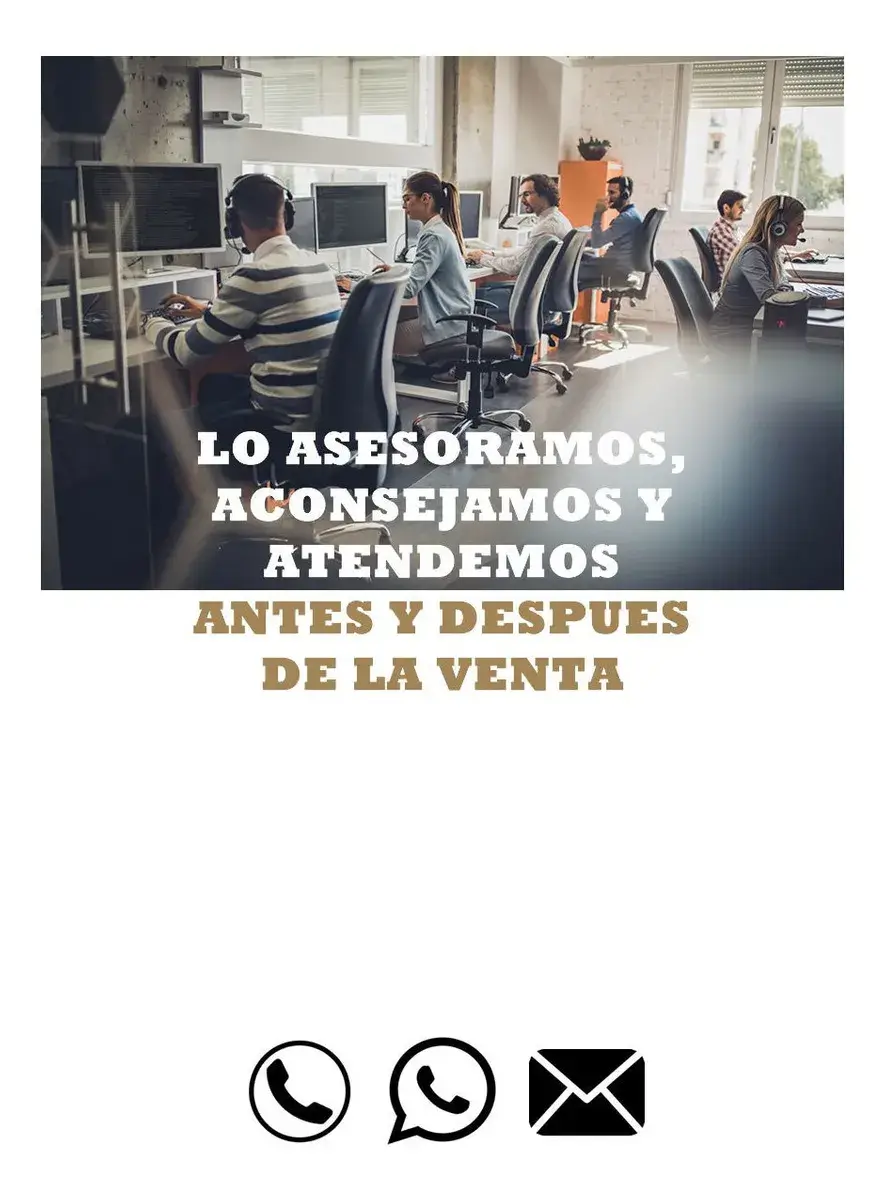 LO ASESORAMOS,
ACONSEJAMOS Y
ATENDEMOS
ANTES Y DESPUES
DE LA VENTA